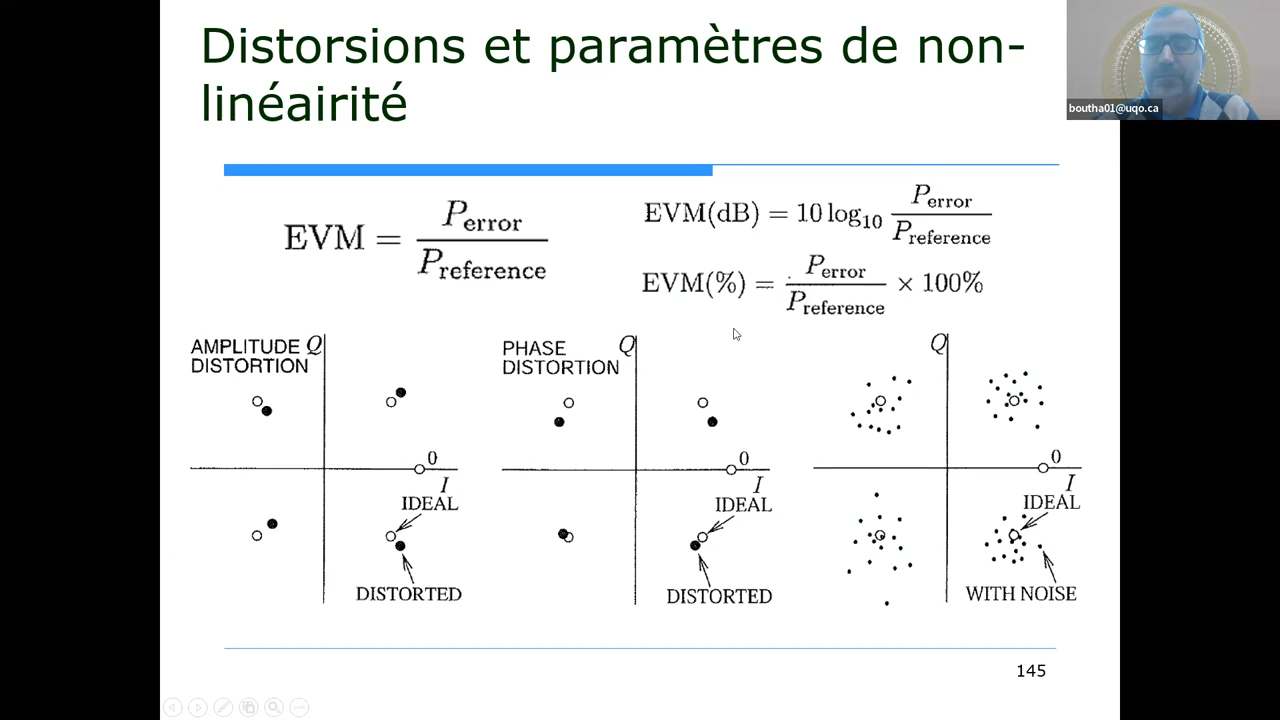 Distorsions et paramètres de non-
linéairité
boutha01@uqo.ca
EVM = P_error / P_reference
EVM(dB) = 10 log₁₀ P_error / P_reference
EVM(%) = P_error / P_reference × 100%
AMPLITUDE Q
DISTORTION
0
I
IDEAL
DISTORTED
PHASE Q
DISTORTION
0
I
IDEAL
DISTORTED
Q
0
I
IDEAL
WITH NOISE
145